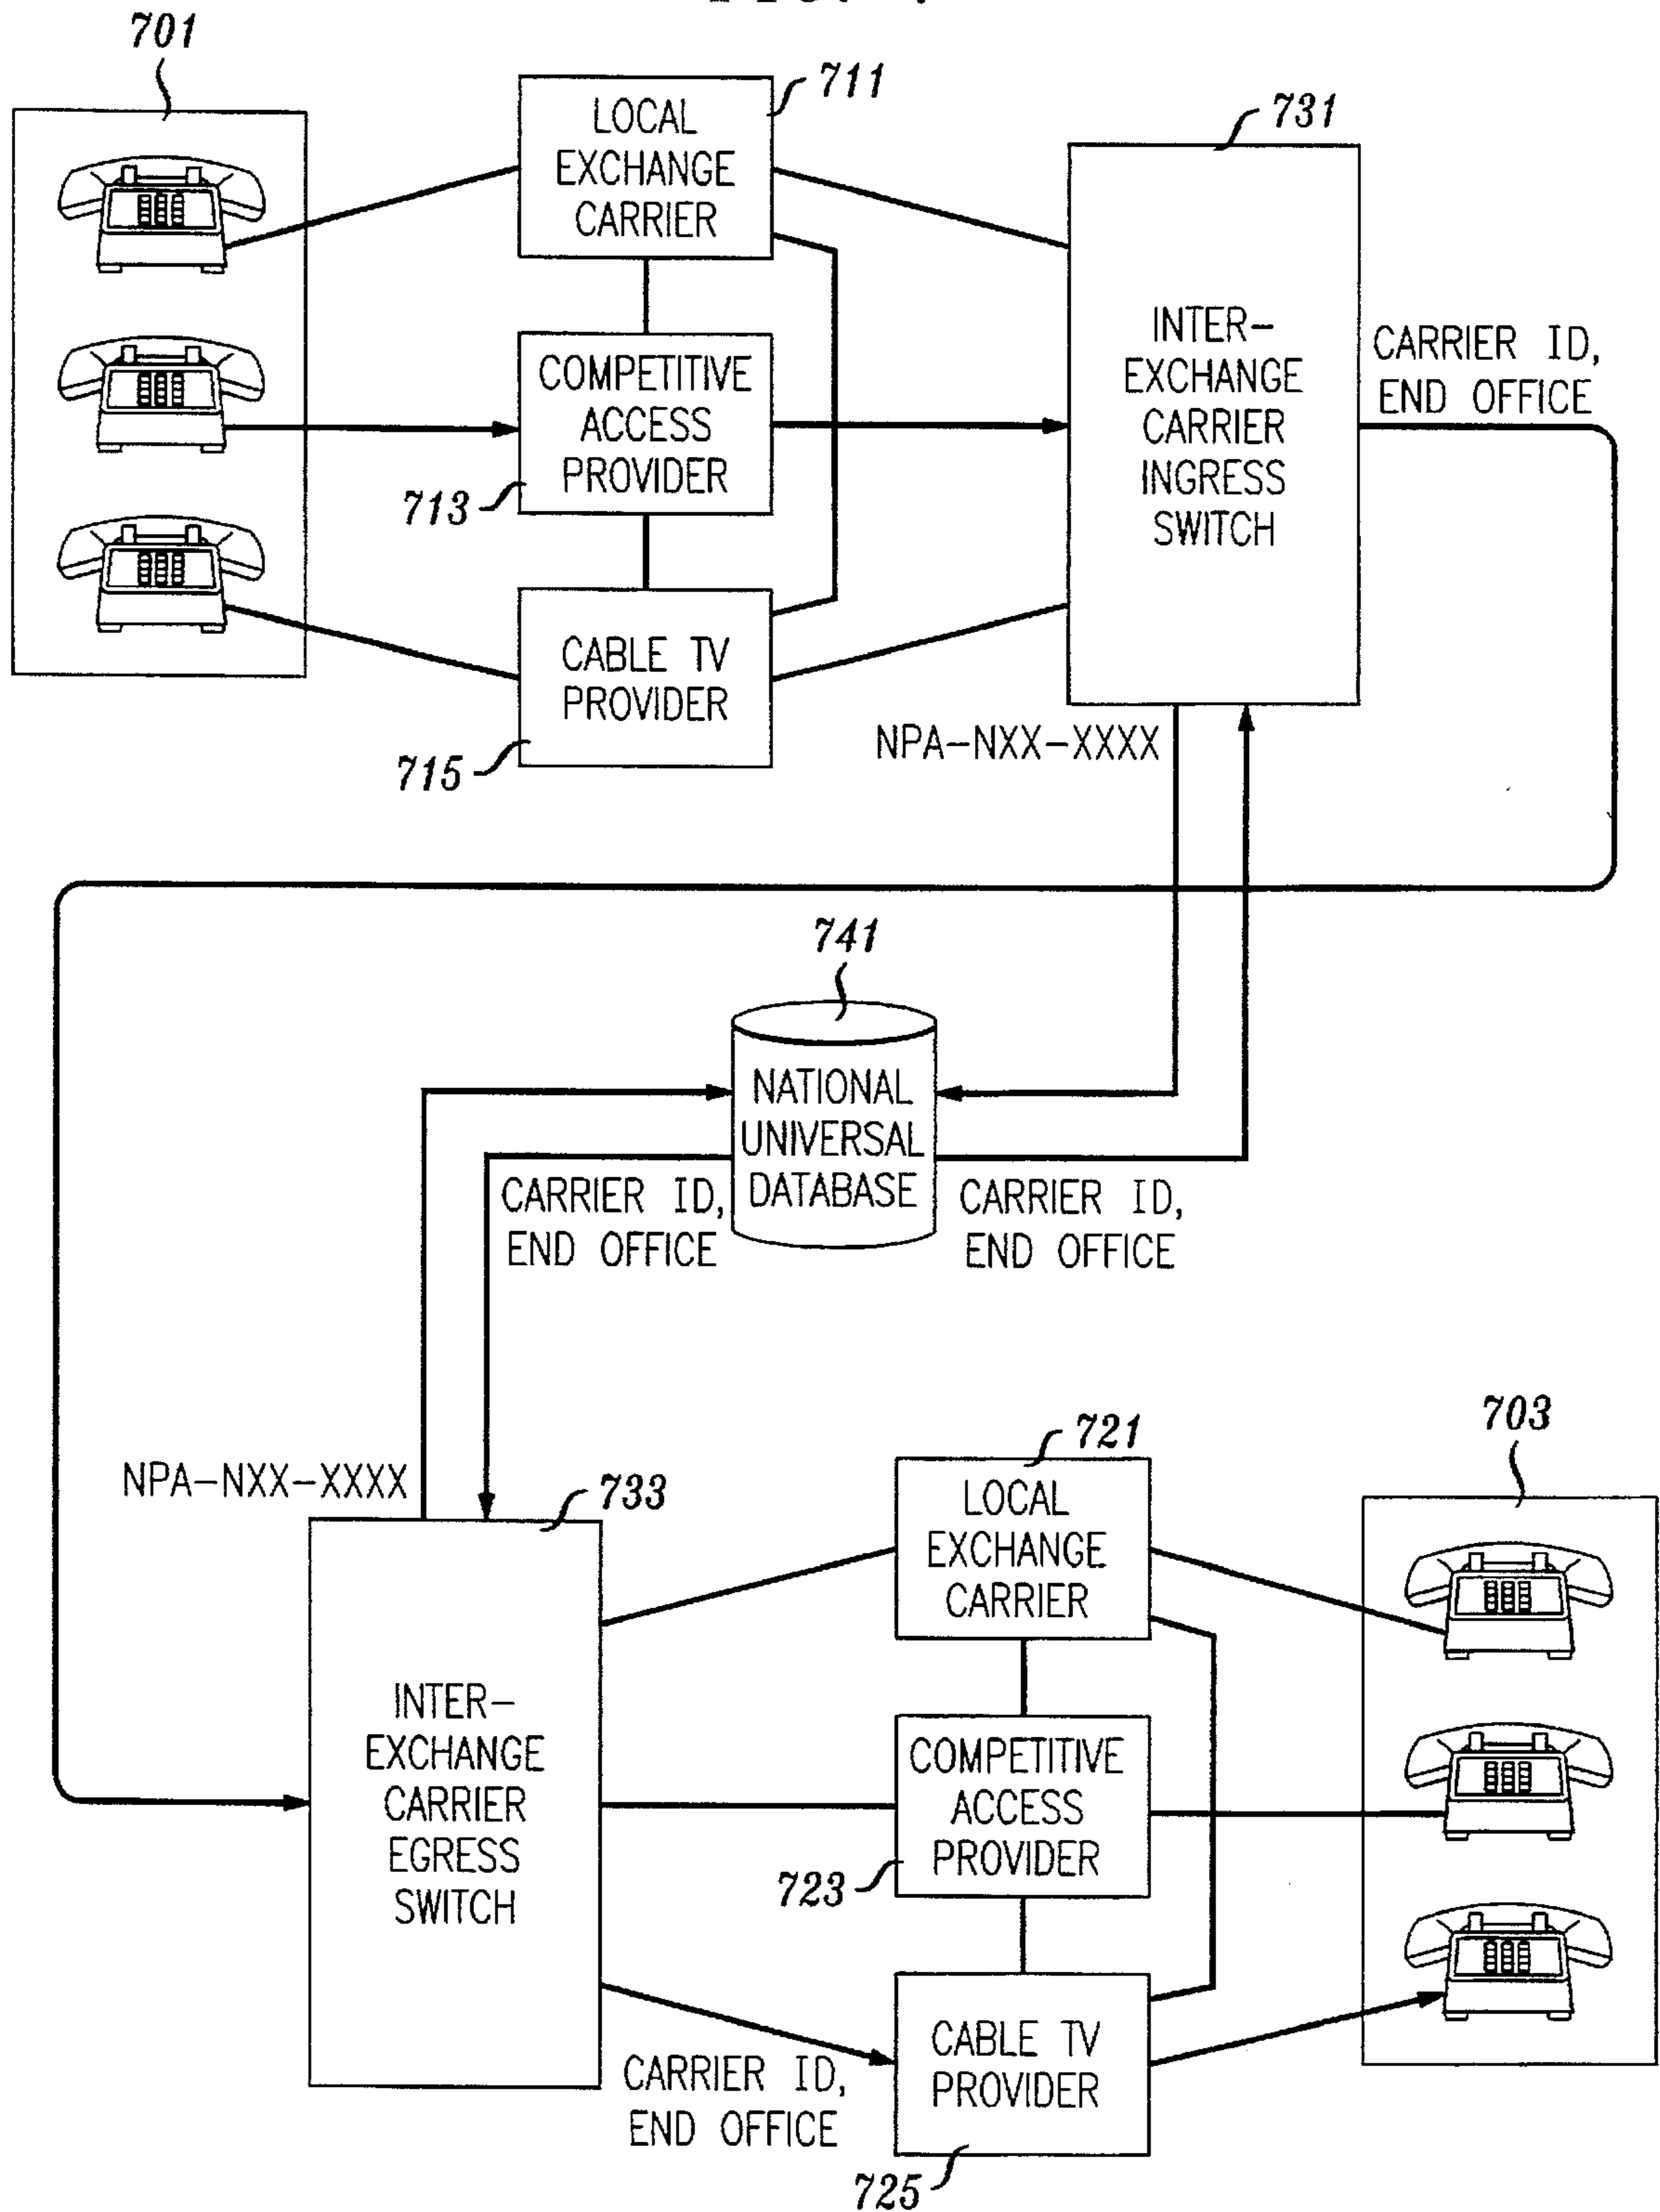 701
711
LOCAL
EXCHANGE
CARRIER
731
INTER-
EXCHANGE
CARRIER
INGRESS
SWITCH
CARRIER ID,
END OFFICE
COMPETITIVE
ACCESS
PROVIDER
713
CABLE TV
PROVIDER
715
NPA-NXX-XXXX
741
NATIONAL
UNIVERSAL
DATABASE
CARRIER ID,
END OFFICE
CARRIER ID,
END OFFICE
NPA-NXX-XXXX
733
INTER-
EXCHANGE
CARRIER
EGRESS
SWITCH
721
LOCAL
EXCHANGE
CARRIER
703
COMPETITIVE
ACCESS
PROVIDER
723
CABLE TV
PROVIDER
725
CARRIER ID,
END OFFICE